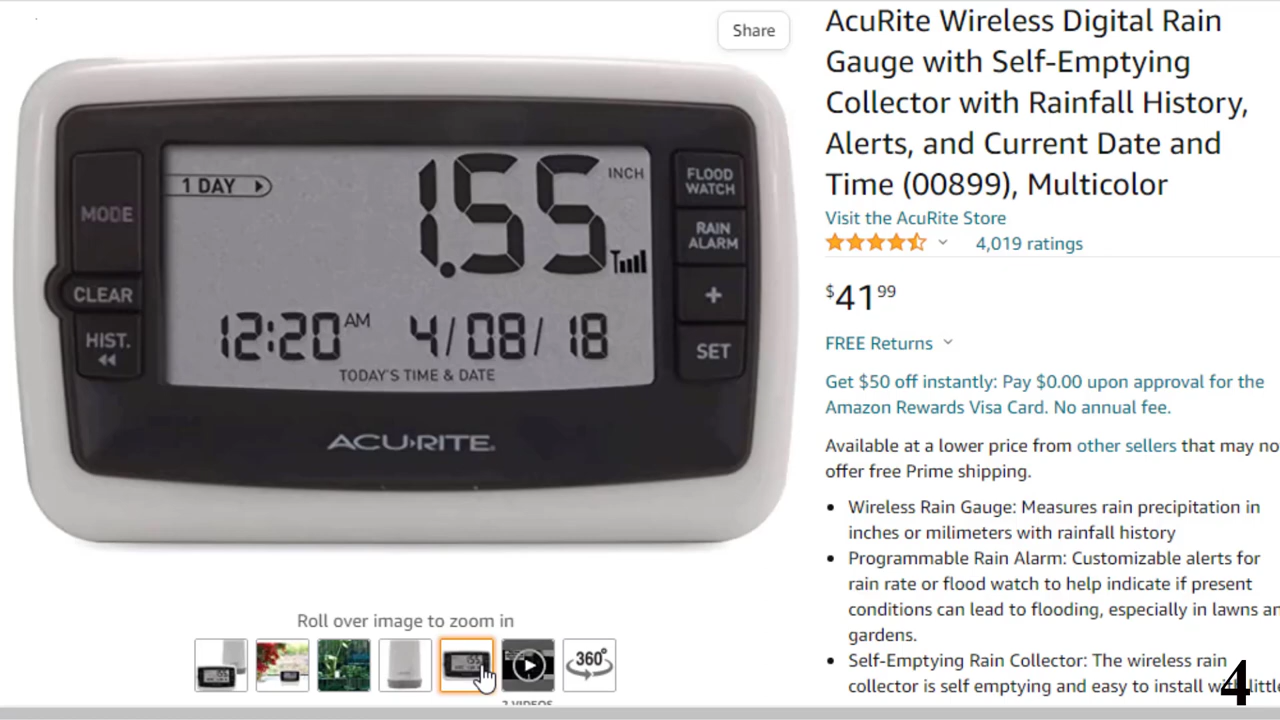 Share
1 DAY
1.55
INCH
MODE
CLEAR
HIST.
FLOOD
WATCH
RAIN
ALARM
+
SET
12:20 AM 4/08/18
TODAY'S TIME & DATE
ACU›RITE
Roll over image to zoom in
360°
2 VIDEOS
AcuRite Wireless Digital Rain
Gauge with Self-Emptying
Collector with Rainfall History,
Alerts, and Current Date and
Time (00899), Multicolor
Visit the AcuRite Store
4,019 ratings
$41 99
FREE Returns
Get $50 off instantly: Pay $0.00 upon approval for the
Amazon Rewards Visa Card. No annual fee.
Available at a lower price from other sellers that may no
offer free Prime shipping.
• Wireless Rain Gauge: Measures rain precipitation in
inches or milimeters with rainfall history
• Programmable Rain Alarm: Customizable alerts for
rain rate or flood watch to help indicate if present
conditions can lead to flooding, especially in lawns an
gardens.
• Self-Emptying Rain Collector: The wireless rain
collector is self emptying and easy to install with little
4